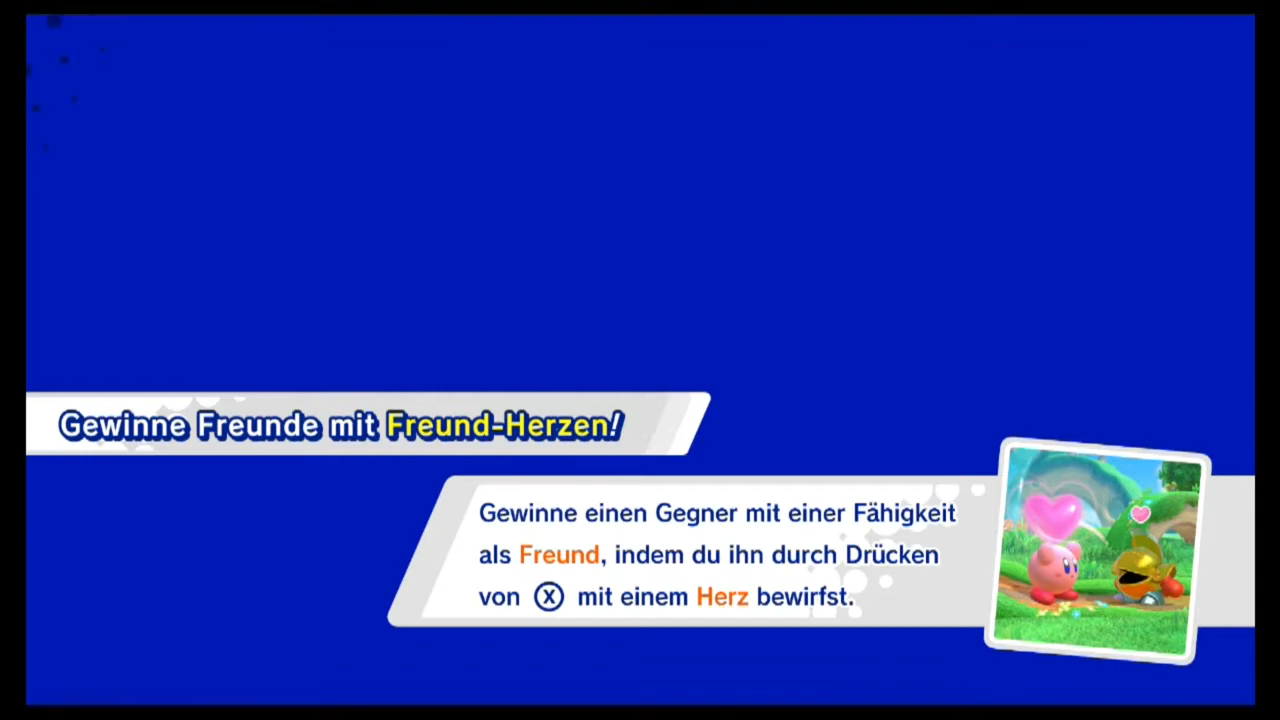 Gewinne Freunde mit Freund-Herzen!
Gewinne einen Gegner mit einer Fähigkeit
als Freund, indem du ihn durch Drücken
von Ⓧ mit einem Herz bewirfst.